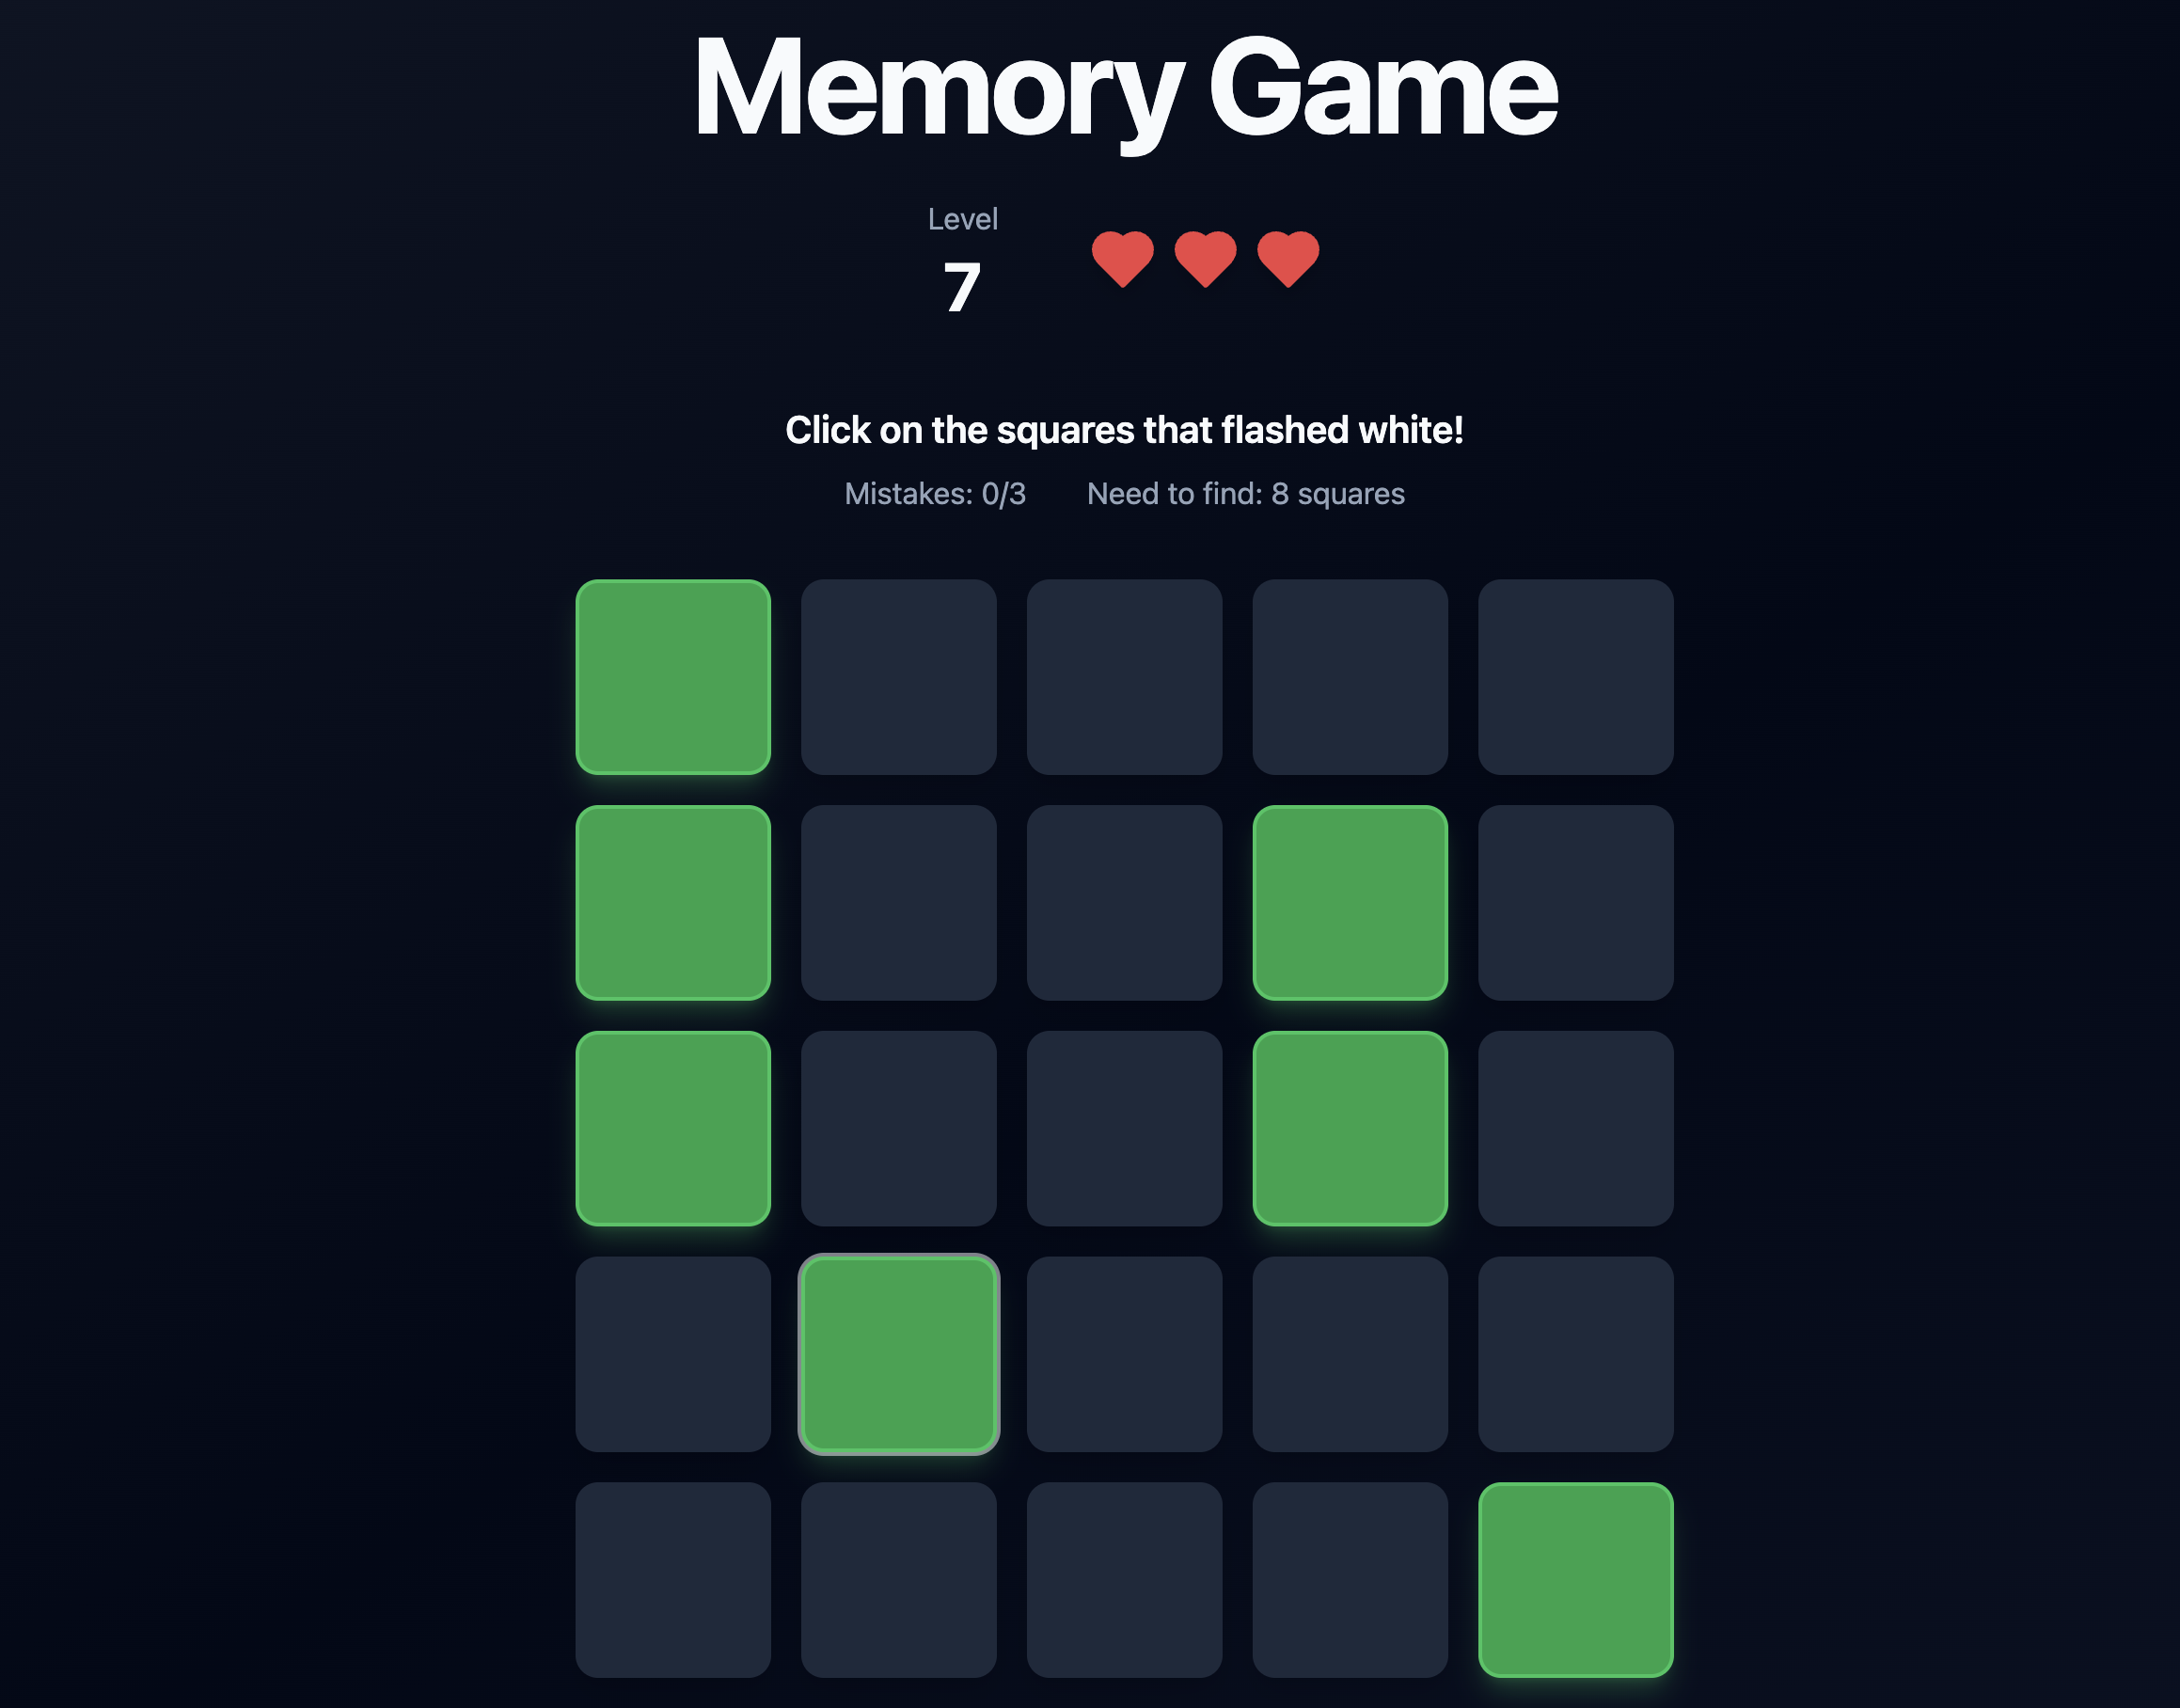 Memory Game
Level
7
Click on the squares that flashed white!
Mistakes: 0/3 Need to find: 8 squares